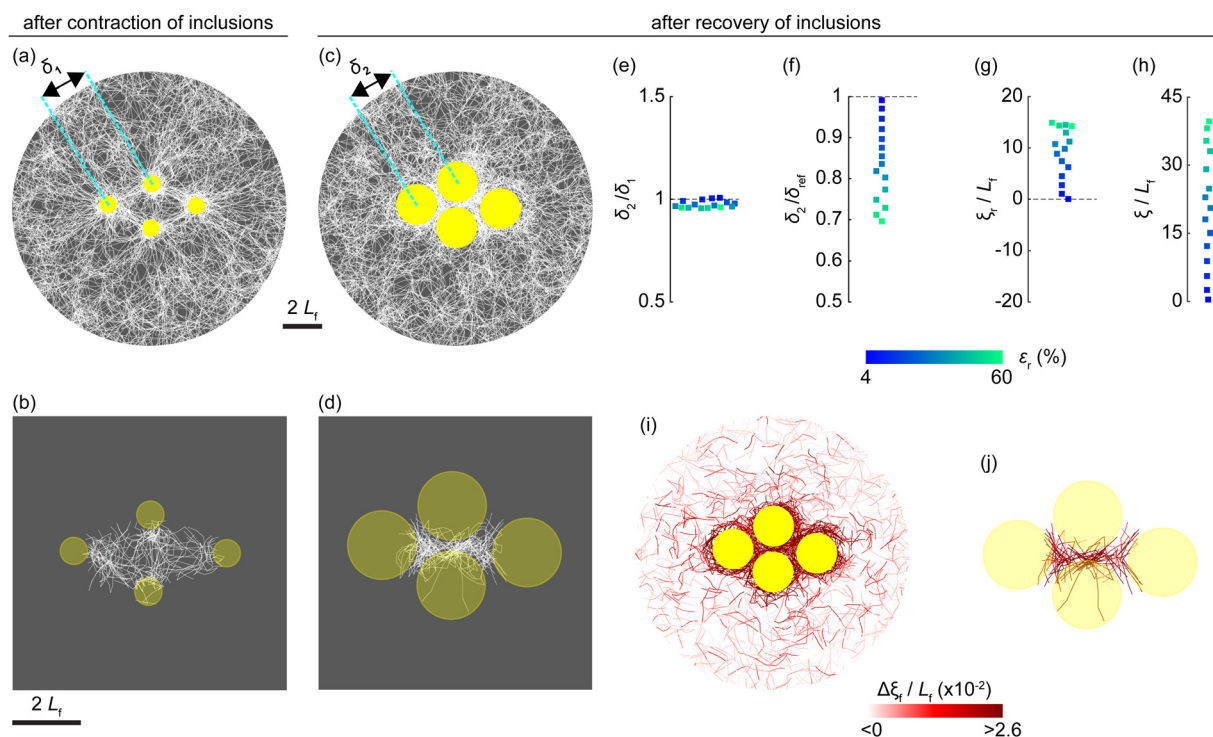 after contraction of inclusions
after recovery of inclusions
(a)
δ1
(c)
δ2
2 Lf
(e)
1.5
1
0.5
δ2/δ1
(f)
1
0.9
0.8
0.7
0.6
0.5
δ2/δref
(g)
20
10
0
-10
-20
ξr / Lf
(h)
45
30
15
0
ξ / Lf
εr (%)
4
60
(b)
2 Lf
(d)
(i)
Δξf / Lf (x10-2)
<0
>2.6
(j)